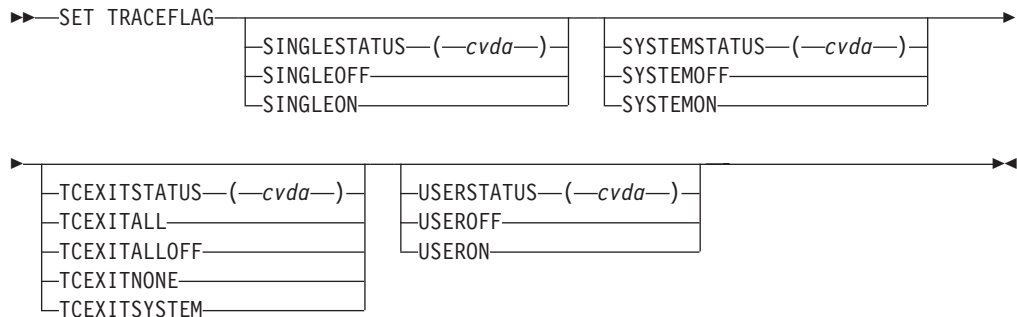 SET TRACEFLAG
SINGLESTATUS ( cvda ) SYSTEMSTATUS ( cvda )
SINGLEOFF SYSTEMOFF
SINGLEON SYSTEMON
TCEXITSTATUS ( cvda ) USERSTATUS ( cvda )
TCEXITALL USEROFF
TCEXITALLOFF USERON
TCEXITNONE
TCEXITSYSTEM